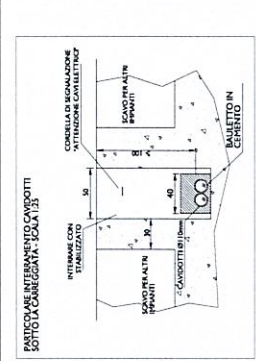 PARTICOLARE INTERRAMENTO CAVIDOTTI
SOTTO LA CARREGGIATA - SCALA 1:25
INTERRARE CON
STABILIZZATO
50
CORDELLA DI SEGNALAZIONE
"ATTENZIONE CAVI ELETTRICI"
SCAVO PER ALTRI
IMPIANTI
30
40
SCAVO PER ALTRI
IMPIANTI
CAVIDOTTI Ø110mm
BAULETTO IN
CEMENTO